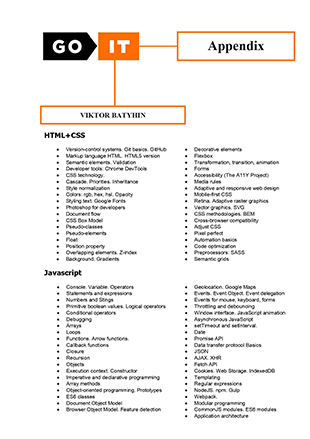 GO IT
Appendix
VIKTOR BATYHIN
HTML+CSS
Version-control systems. Git basics. GitHub
Markup language HTML. HTML5 version
Semantic elements. Validation
Developer tools: Chrome DevTools
CSS technology.
Cascade. Priorities. Inheritance
Style normalization
Colors: rgb, hex, hsl. Opacity
Styling text. Google Fonts
Photoshop for developers
Document flow
CSS Box Model
Pseudo-classes
Pseudo-elements
Float
Position property
Overlapping elements. Z-index
Background. Gradients
Decorative elements
Flexbox
Transformation, transition, animation
Forms
Accessibility (The A11Y Project)
Media rules
Adaptive and responsive web design
Mobile-first CSS
Retina. Adaptive raster graphics
Vector graphics. SVG
CSS methodologies. BEM
Cross-browser compatibility
Adjust CSS
Pixel perfect
Automation basics
Code optimization
Preprocessors: SASS
Semantic grids
Javascript
Console. Variable. Operators
Statements and expressions
Numbers and Stings
Primitive boolean values. Logical operators
Conditional operators
Debugging
Arrays
Loops
Functions. Arrow functions.
Callback functions
Closure
Recursion
Objects
Execution context. Constructor
Imperative and declarative programming
Array methods
Object-oriented programming. Prototypes
ES6 classes
Document Object Model
Browser Object Model. Feature detection
Geolocation. Google Maps
Events. Event Object. Event delegation
Events for mouse, keyboard, forms
Throttling and debouncing
Window interface. JavaScript animation
Asynchronous JavaScript
setTimeout and setInterval.
Date
Promise API
Data transfer protocol Basics
JSON
AJAX. XHR
Fetch API
Cookies. Web Storage. IndexedDB
Templating
Regular expressions
NodeJS, npm. Gulp
Webpack.
Modular programming
CommonJS modules. ES6 modules
Application architecture